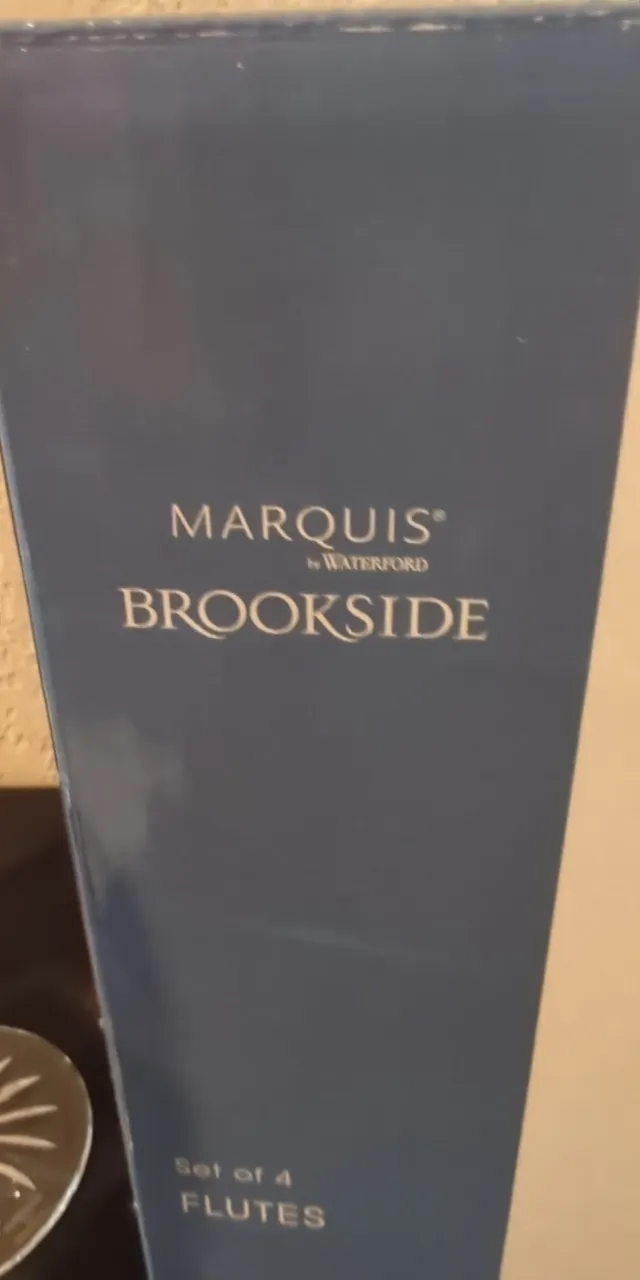 MARQUIS®
by WATERFORD
BROOKSIDE
Set of 4
FLUTES